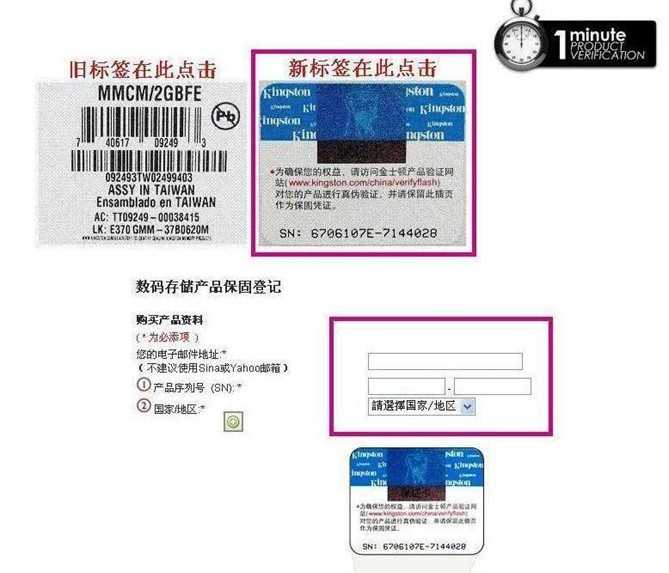 1 minute
PRODUCT
VERIFICATION
旧标签在此点击
新标签在此点击
MMCM/2GBFE
Pb
7 40617 09249 3
092493TW02499403
ASSY IN TAIWAN
Ensamblado en TAIWAN
AC: TT09249-00038415
LK: E370 GMM-37B0620M
Kingston
Kingston
Kingston
*为确保您的权益，请访问金士顿产品验证网
站(www.kingston.com/china/verifyflash)
对您的产品进行真伪验证，并请保留此插页
作为保固凭证。
SN: 6706107E-7144028
数码存储产品保固登记
购买产品资料
(*为必添项)
您的电子邮件地址:*
(不建议使用Sina或Yahoo邮箱)
① 产品序列号 (SN):*
-
② 国家/地区:*
請選擇國家/地区
Kingston
Kingston
*为确保您的权益，请访问金士顿产品验证网
站(www.kingston.com/china/verifyflash)
对您的产品进行真伪验证，并请保留此插页
作为保固凭证。
SN: 6706107E-7144028